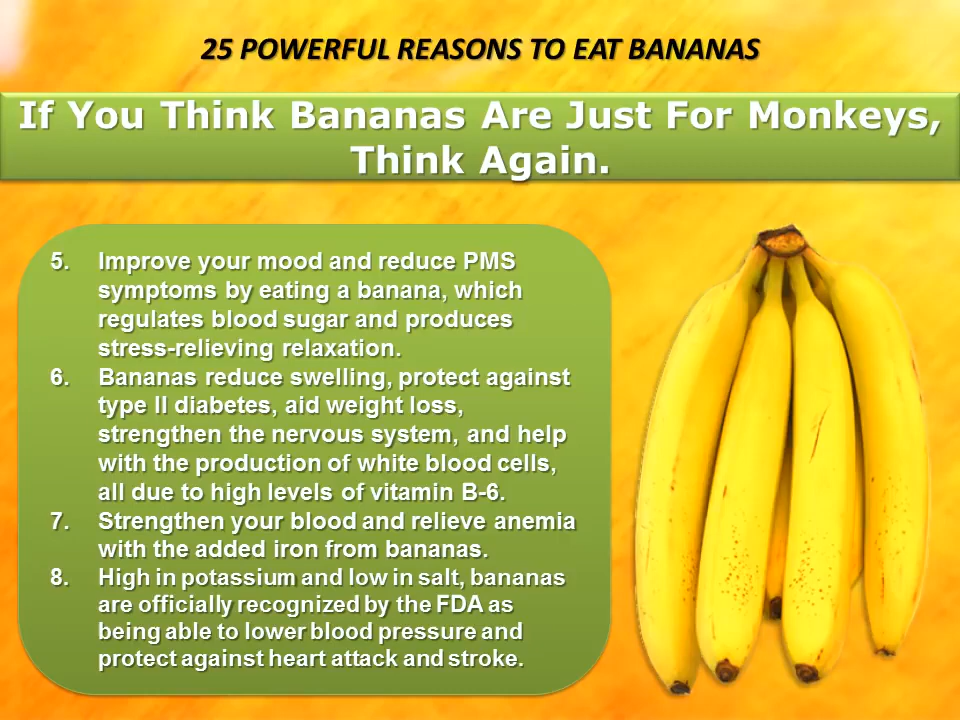 25 POWERFUL REASONS TO EAT BANANAS
If You Think Bananas Are Just For Monkeys,
Think Again.
5. Improve your mood and reduce PMS
symptoms by eating a banana, which
regulates blood sugar and produces
stress-relieving relaxation.
6. Bananas reduce swelling, protect against
type II diabetes, aid weight loss,
strengthen the nervous system, and help
with the production of white blood cells,
all due to high levels of vitamin B-6.
7. Strengthen your blood and relieve anemia
with the added iron from bananas.
8. High in potassium and low in salt, bananas
are officially recognized by the FDA as
being able to lower blood pressure and
protect against heart attack and stroke.